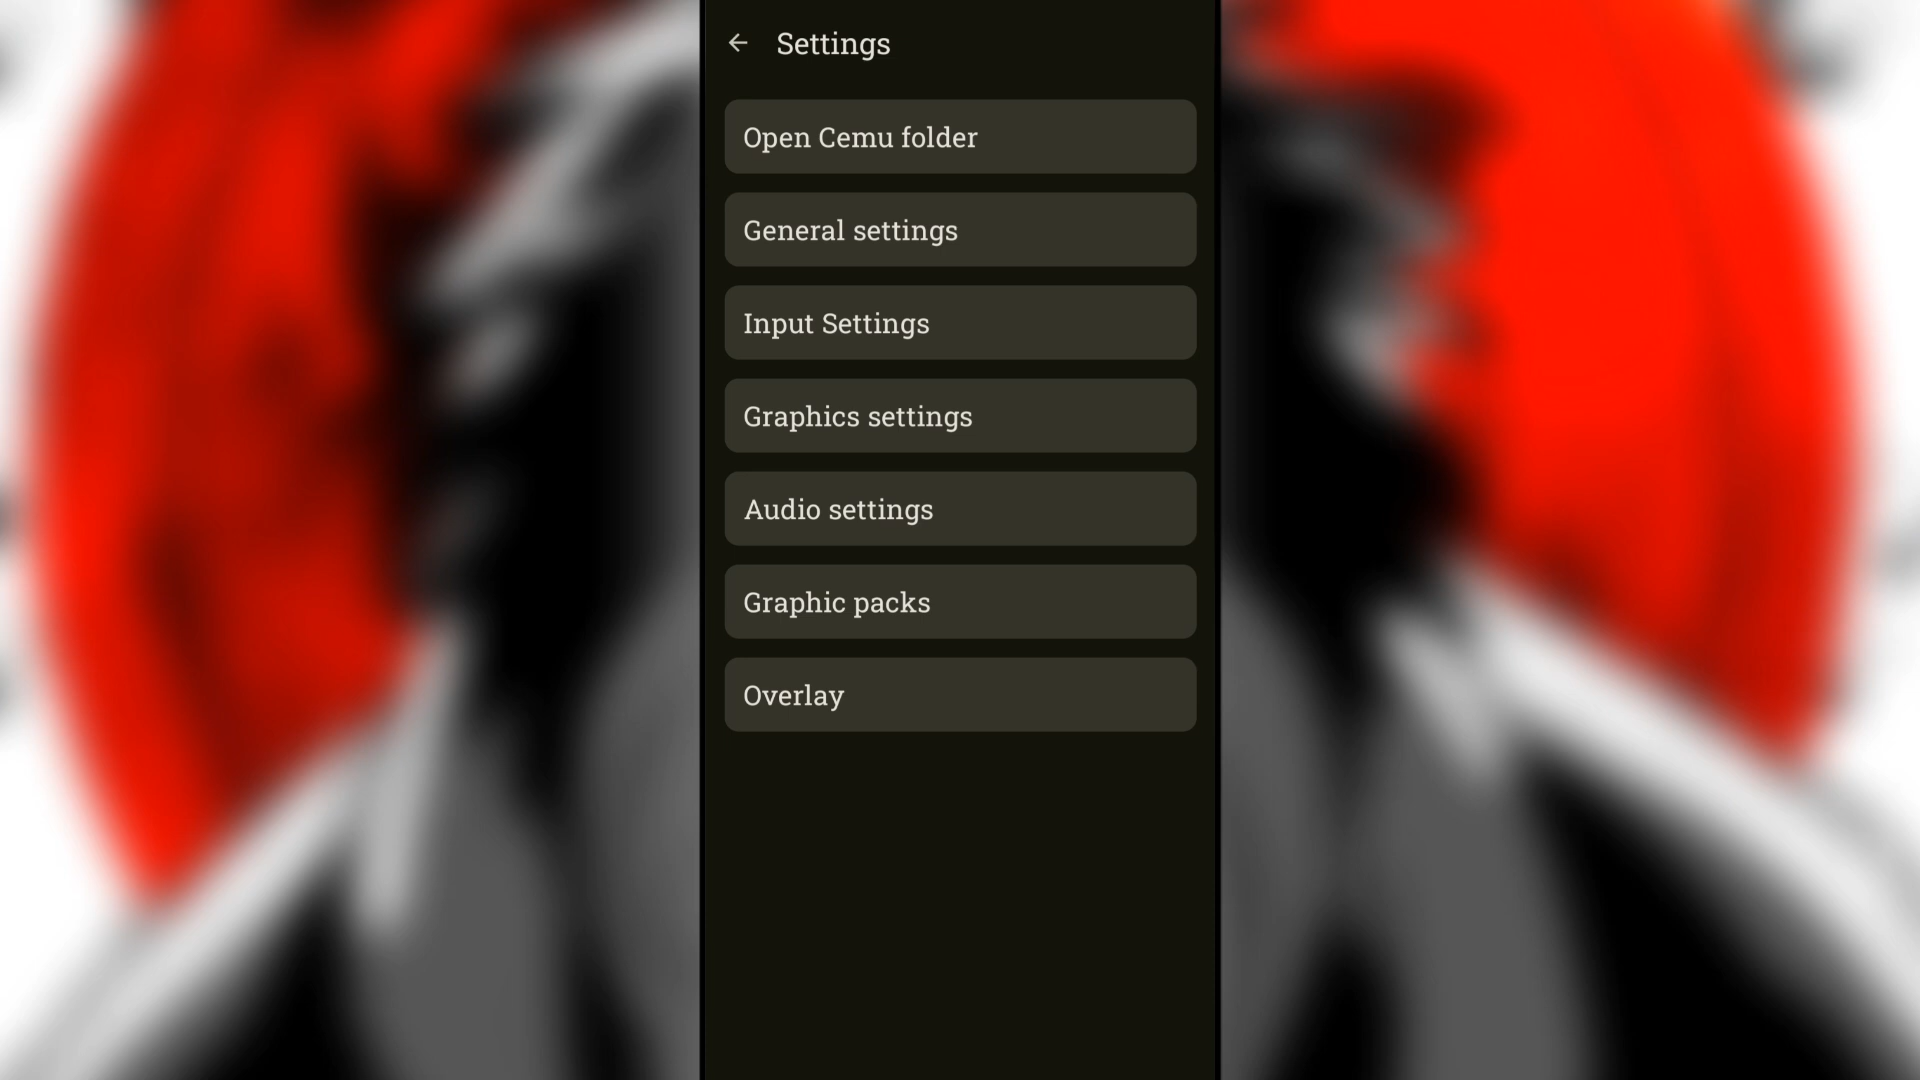 Settings
Open Cemu folder
General settings
Input Settings
Graphics settings
Audio settings
Graphic packs
Overlay